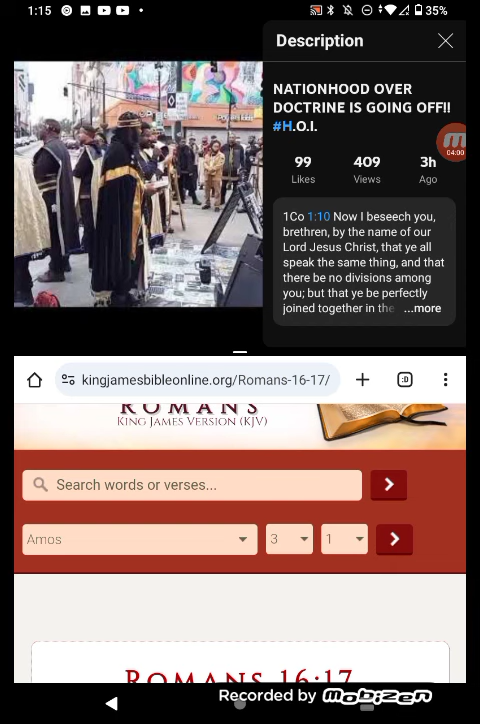 1:15
35%
Description
NATIONHOOD OVER
DOCTRINE IS GOING OFF!!
#H.O.I.
04:00
99
409
3h
Likes
Views
Ago
1Co 1:10 Now I beseech you,
brethren, by the name of our
Lord Jesus Christ, that ye all
speak the same thing, and that
there be no divisions among
you; but that ye be perfectly
joined together in the ...more
kingjamesbibleonline.org/Romans-16-17/
:D
ROMANS
KING JAMES VERSION (KJV)
Search words or verses...
Amos
3
1
ROMANS 16:17
Recorded by Mobizen